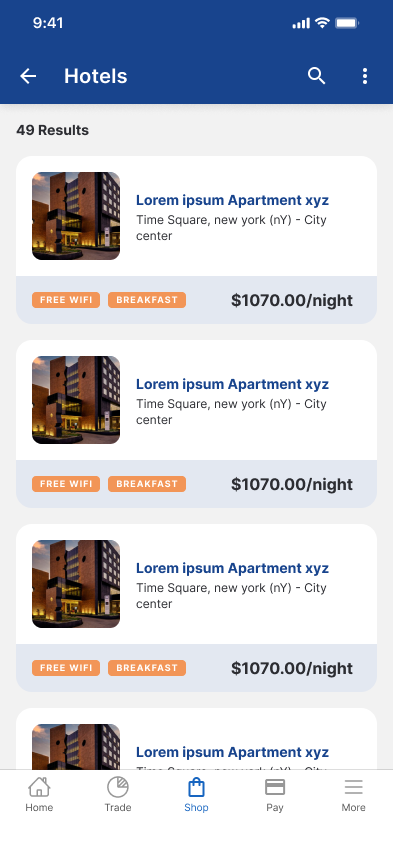 9:41
Hotels
49 Results
Lorem ipsum Apartment xyz
Time Square, new york (nY) - City
center
FREE WIFI BREAKFAST $1070.00/night
Lorem ipsum Apartment xyz
Time Square, new york (nY) - City
center
FREE WIFI BREAKFAST $1070.00/night
Lorem ipsum Apartment xyz
Time Square, new york (nY) - City
center
FREE WIFI BREAKFAST $1070.00/night
Lorem ipsum Apartment xyz
Home Trade Shop Pay More